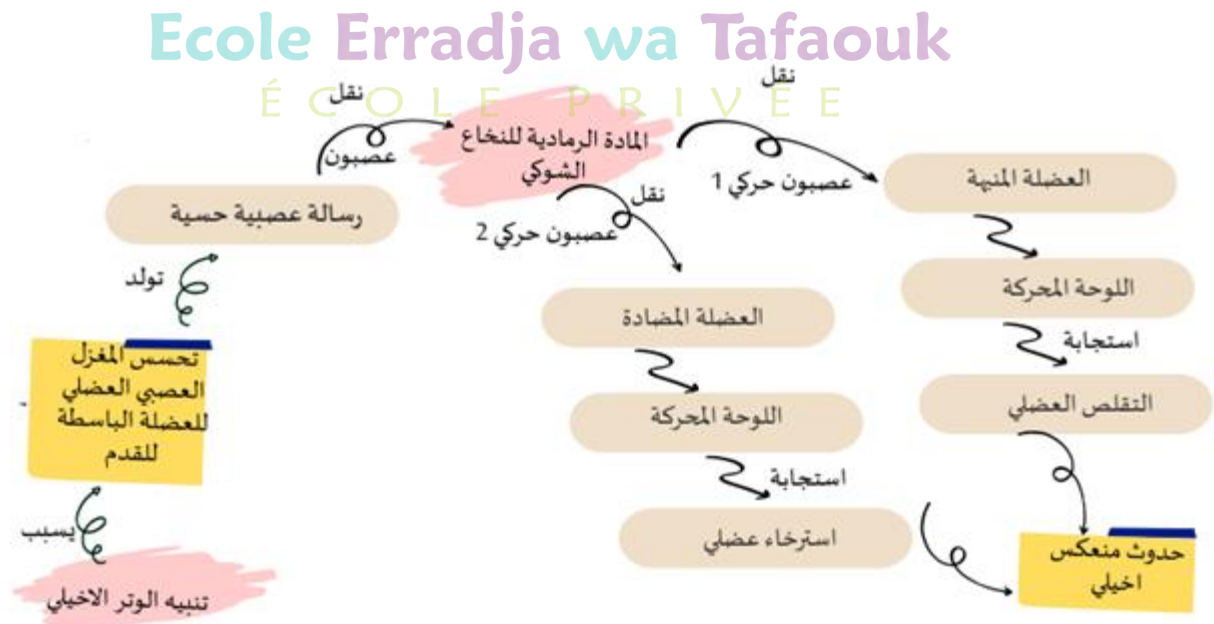 Ecole Erradja wa Tafaouk
ÉCOLE PRIVÉE
تنبيه الوتر الاخيلي
يسبب
تحسس المغزل
العصبي العضلي
للعضلة الباسطة
للقدم
تولد
رسالة عصبية حسية
نقل
عصبون
المادة الرمادية للنخاع
الشوكي
نقل
عصبون حركي 1
العضلة المنبهة
اللوحة المحركة
استجابة
التقلص العضلي
نقل
عصبون حركي 2
العضلة المضادة
اللوحة المحركة
استجابة
استرخاء عضلي
حدوث منعكس
اخيلي